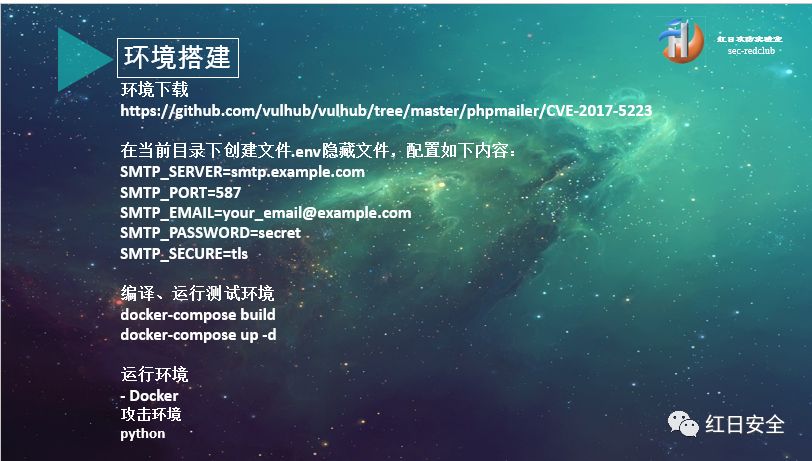 环境搭建
红日攻防实验室
sec-redclub
环境下载
https://github.com/vulhub/vulhub/tree/master/phpmailer/CVE-2017-5223
在当前目录下创建文件.env隐藏文件，配置如下内容：
SMTP_SERVER=smtp.example.com
SMTP_PORT=587
SMTP_EMAIL=your_email@example.com
SMTP_PASSWORD=secret
SMTP_SECURE=tls
编译、运行测试环境
docker-compose build
docker-compose up -d
运行环境
- Docker
攻击环境
python
红日安全